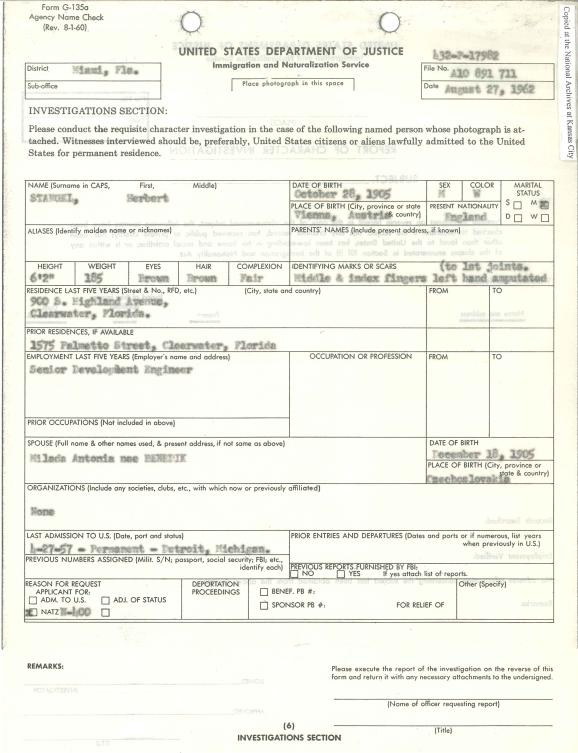 Form G-135a
Agency Name Check
(Rev. 8-1-60)
Copied at the National Archives at Kansas City
UNITED STATES DEPARTMENT OF JUSTICE
Immigration and Naturalization Service
District Miami, Fla.
Sub-office
Place photograph in this space
132-7-17982
File No. A10 891 711
Date August 27, 1962
INVESTIGATIONS SECTION:
Please conduct the requisite character investigation in the case of the following named person whose photograph is at-
tached. Witnesses interviewed should be, preferably, United States citizens or aliens lawfully admitted to the United
States for permanent residence.
NAME (Surname in CAPS, First, Middle)
Herbert
DATE OF BIRTH
October 28, 1905
SEX
M
COLOR
W
MARITAL STATUS
S M
D W
PLACE OF BIRTH (City, province or state & country)
Vienna, Austria
PRESENT NATIONALITY
England
ALIASES (Identify maiden name or nicknames)
PARENTS' NAMES (Include present address, if known)
HEIGHT WEIGHT EYES HAIR COMPLEXION IDENTIFYING MARKS OR SCARS (to 1st joints.
6'2" 185 Brown Brown Fair Middle & index fingers left hand amputated
RESIDENCE LAST FIVE YEARS (Street & No., RFD, etc.) (City, state and country) FROM TO
900 S. Highland Avenue,
Clearwater, Florida.
PRIOR RESIDENCES, IF AVAILABLE
1575 Palmetto Street, Clearwater, Florida
EMPLOYMENT LAST FIVE YEARS (Employer's name and address) OCCUPATION OR PROFESSION FROM TO
Senior Development Engineer
PRIOR OCCUPATIONS (Not included in above)
SPOUSE (Full name & other names used, & present address, if not same as above)
Milada Antonia nee
DATE OF BIRTH
December 18, 1905
PLACE OF BIRTH (City, province or state & country)
Czechoslovakia
ORGANIZATIONS (Include any societies, clubs, etc., with which now or previously affiliated)
None
LAST ADMISSION TO U.S. (Date, port and status)
4-27-57 - Permanent - Detroit, Michigan.
PRIOR ENTRIES AND DEPARTURES (Dates and ports or if numerous, list years
when previously in U.S.)
PREVIOUS NUMBERS ASSIGNED (Milit. S/N; passport, social security; FBI; etc.,
identify each)
PREVIOUS REPORTS FURNISHED BY FBI:
NO YES If yes attach list of reports.
REASON FOR REQUEST
APPLICANT FOR:
ADM. TO U.S. ADJ. OF STATUS
NATZ N-400
DEPORTATION
PROCEEDINGS
BENEF. PB #:
SPONSOR PB #: FOR RELIEF OF
Other (Specify)
REMARKS:
Please execute the report of the investigation on the reverse of this
form and return it with any necessary attachments to the undersigned.
(Name of officer requesting report)
(Title)
(6)
INVESTIGATIONS SECTION